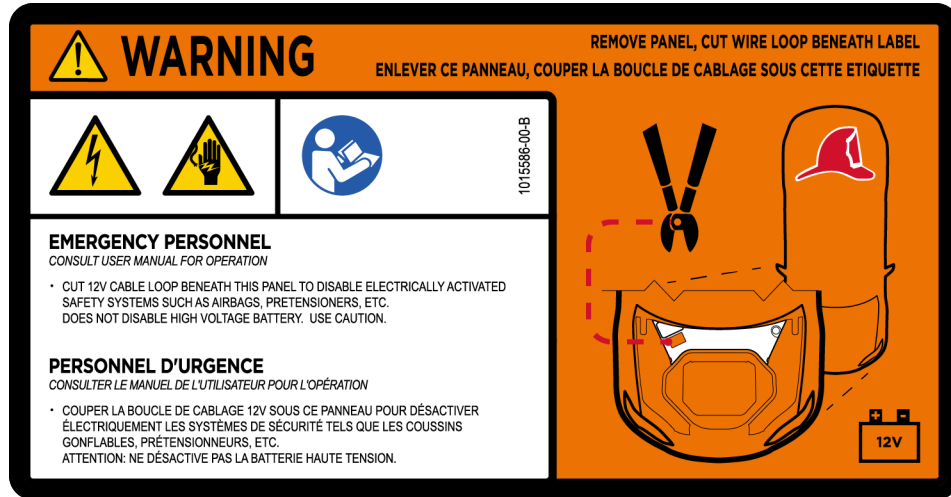 WARNING
REMOVE PANEL, CUT WIRE LOOP BENEATH LABEL
ENLEVER CE PANNEAU, COUPER LA BOUCLE DE CABLAGE SOUS CETTE ETIQUETTE
1015586-00-B
EMERGENCY PERSONNEL
CONSULT USER MANUAL FOR OPERATION
· CUT 12V CABLE LOOP BENEATH THIS PANEL TO DISABLE ELECTRICALLY ACTIVATED
SAFETY SYSTEMS SUCH AS AIRBAGS, PRETENSIONERS, ETC.
DOES NOT DISABLE HIGH VOLTAGE BATTERY. USE CAUTION.
PERSONNEL D'URGENCE
CONSULTER LE MANUEL DE L'UTILISATEUR POUR L'OPÉRATION
· COUPER LA BOUCLE DE CABLAGE 12V SOUS CE PANNEAU POUR DÉSACTIVER
ÉLECTRIQUEMENT LES SYSTÈMES DE SÉCURITÉ TELS QUE LES COUSSINS
GONFLABLES, PRÉTENSIONNEURS, ETC.
ATTENTION: NE DÉSACTIVE PAS LA BATTERIE HAUTE TENSION.
12V